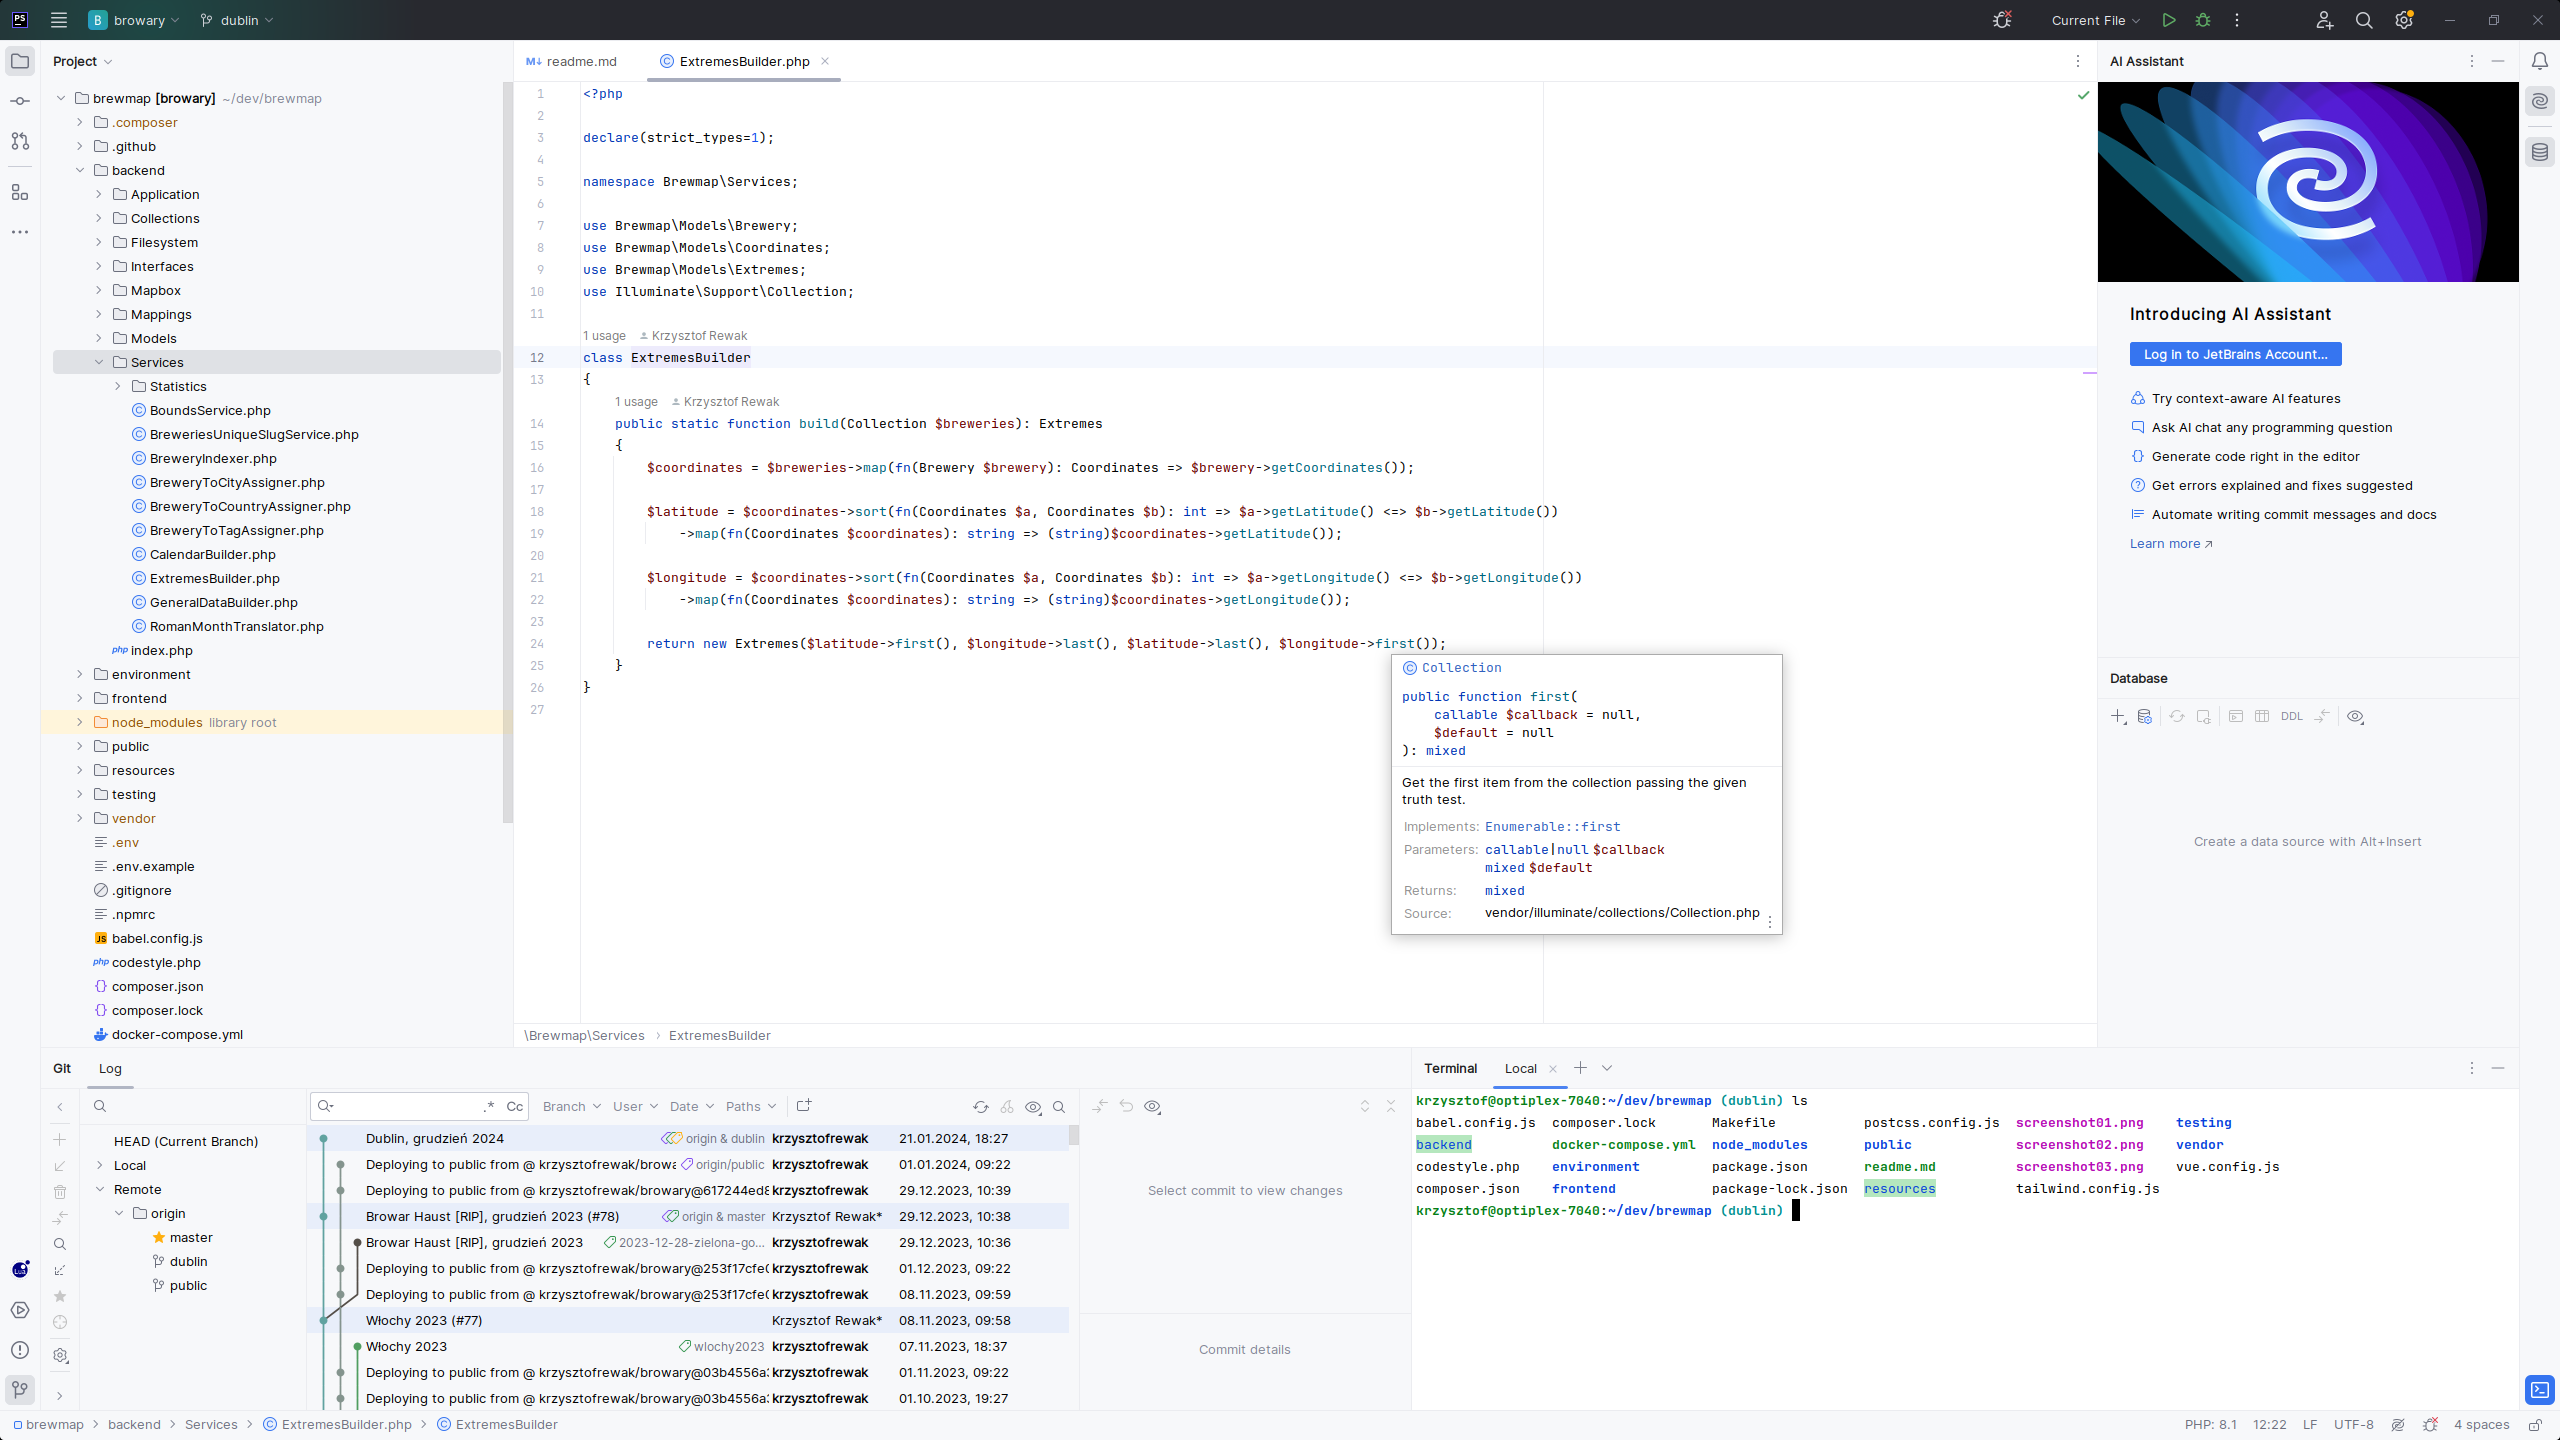 PS
B browary
dublin
Current File
Project
brewmap [browary] ~/dev/brewmap
.composer
.github
backend
Application
Collections
Filesystem
Interfaces
Mapbox
Mappings
Models
Services
Statistics
BoundsService.php
BreweriesUniqueSlugService.php
BreweryIndexer.php
BreweryToCityAssigner.php
BreweryToCountryAssigner.php
BreweryToTagAssigner.php
CalendarBuilder.php
ExtremesBuilder.php
GeneralDataBuilder.php
RomanMonthTranslator.php
php index.php
environment
frontend
node_modules library root
public
resources
testing
vendor
.env
.env.example
.gitignore
.npmrc
JS babel.config.js
php codestyle.php
composer.json
composer.lock
docker-compose.yml
M↓ readme.md
ExtremesBuilder.php
1 <?php
2
3 declare(strict_types=1);
4
5 namespace Brewmap\Services;
6
7 use Brewmap\Models\Brewery;
8 use Brewmap\Models\Coordinates;
9 use Brewmap\Models\Extremes;
10 use Illuminate\Support\Collection;
11
1 usage Krzysztof Rewak
12 class ExtremesBuilder
13 {
1 usage Krzysztof Rewak
14 public static function build(Collection $breweries): Extremes
15 {
16 $coordinates = $breweries->map(fn(Brewery $brewery): Coordinates => $brewery->getCoordinates());
17
18 $latitude = $coordinates->sort(fn(Coordinates $a, Coordinates $b): int => $a->getLatitude() <=> $b->getLatitude())
19 ->map(fn(Coordinates $coordinates): string => (string)$coordinates->getLatitude());
20
21 $longitude = $coordinates->sort(fn(Coordinates $a, Coordinates $b): int => $a->getLongitude() <=> $b->getLongitude())
22 ->map(fn(Coordinates $coordinates): string => (string)$coordinates->getLongitude());
23
24 return new Extremes($latitude->first(), $longitude->last(), $latitude->last(), $longitude->first());
25 }
26 }
27
Collection
public function first(
callable $callback = null,
$default = null
): mixed
Get the first item from the collection passing the given
truth test.
Implements: Enumerable::first
Parameters: callable|null $callback
mixed $default
Returns: mixed
Source: vendor/illuminate/collections/Collection.php
\Brewmap\Services › ExtremesBuilder
AI Assistant
Introducing AI Assistant
Log in to JetBrains Account...
Try context-aware AI features
Ask AI chat any programming question
Generate code right in the editor
Get errors explained and fixes suggested
Automate writing commit messages and docs
Learn more ↗
Database
DDL
Create a data source with Alt+Insert
Git Log
HEAD (Current Branch)
Local
Remote
origin
master
dublin
public
.* Cc Branch User Date Paths
Dublin, grudzień 2024 origin & dublin krzysztofrewak 21.01.2024, 18:27
Deploying to public from @ krzysztofrewak/browa origin/public krzysztofrewak 01.01.2024, 09:22
Deploying to public from @ krzysztofrewak/browary@617244ed8 krzysztofrewak 29.12.2023, 10:39
Browar Haust [RIP], grudzień 2023 (#78) origin & master Krzysztof Rewak* 29.12.2023, 10:38
Browar Haust [RIP], grudzień 2023 2023-12-28-zielona-go... krzysztofrewak 29.12.2023, 10:36
Deploying to public from @ krzysztofrewak/browary@253f17cfe krzysztofrewak 01.12.2023, 09:22
Deploying to public from @ krzysztofrewak/browary@253f17cfe krzysztofrewak 08.11.2023, 09:59
Włochy 2023 (#77) Krzysztof Rewak* 08.11.2023, 09:58
Włochy 2023 wlochy2023 krzysztofrewak 07.11.2023, 18:37
Deploying to public from @ krzysztofrewak/browary@03b4556a krzysztofrewak 01.11.2023, 09:22
Deploying to public from @ krzysztofrewak/browary@03b4556a krzysztofrewak 01.10.2023, 19:27
Select commit to view changes
Commit details
Terminal Local
krzysztof@optiplex-7040:~/dev/brewmap (dublin) ls
babel.config.js composer.lock Makefile postcss.config.js screenshot01.png testing
backend docker-compose.yml node_modules public screenshot02.png vendor
codestyle.php environment package.json readme.md screenshot03.png vue.config.js
composer.json frontend package-lock.json resources tailwind.config.js
krzysztof@optiplex-7040:~/dev/brewmap (dublin)
brewmap › backend › Services › ExtremesBuilder.php › ExtremesBuilder
PHP: 8.1 12:22 LF UTF-8 4 spaces